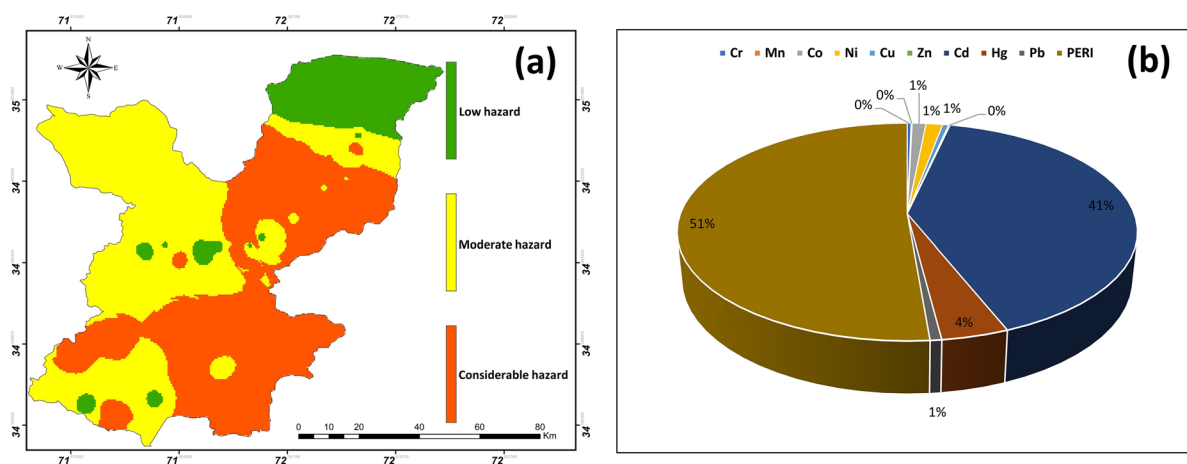 71 71 72 72 72
N
W E
S
(a)
35
34
34
34
34
Low hazard
Moderate hazard
Considerable hazard
35
34
34
34
34
0 10 20 40 60 80
Km
71 71 72 72 72
Cr Mn Co Ni Cu Zn Cd Hg Pb PERI
(b)
0% 0% 1% 1% 1% 0%
51%
41%
4%
1%